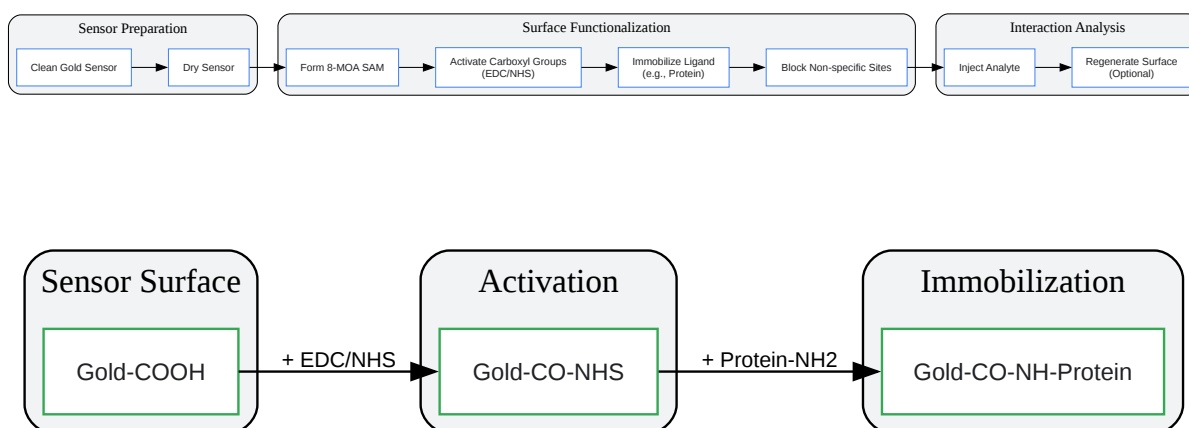 Sensor Preparation
Surface Functionalization
Interaction Analysis
Clean Gold Sensor
Dry Sensor
Form 8-MOA SAM
Activate Carboxyl Groups
(EDC/NHS)
Immobilize Ligand
(e.g., Protein)
Block Non-specific Sites
Inject Analyte
Regenerate Surface
(Optional)
Sensor Surface
Activation
Immobilization
Gold-COOH
+ EDC/NHS
Gold-CO-NHS
+ Protein-NH2
Gold-CO-NH-Protein